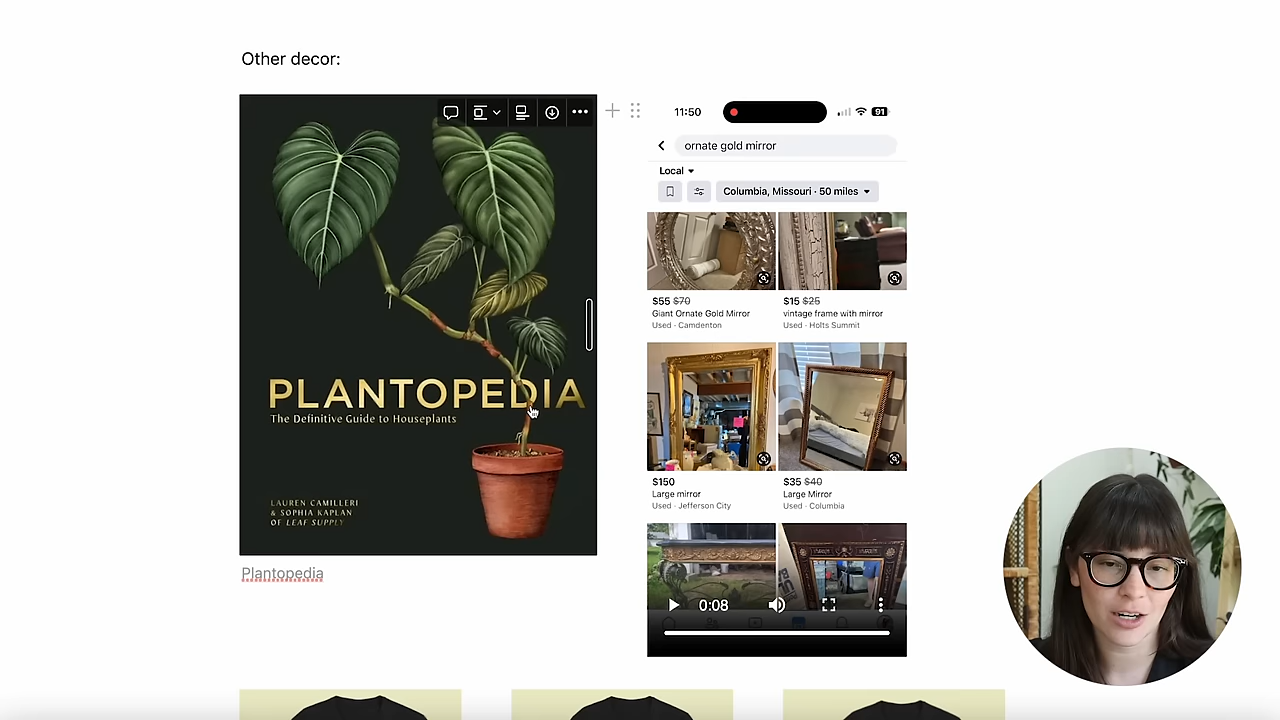 Other decor:
PLANTOPEDIA
The Definitive Guide to Houseplants
LAUREN CAMILLERI
& SOPHIA KAPLAN
OF LEAF SUPPLY
Plantopedia
11:50
91
ornate gold mirror
Local
Columbia, Missouri · 50 miles
$55 $70
Giant Ornate Gold Mirror
Used · Camdenton
$15 $25
vintage frame with mirror
Used · Holts Summit
$150
Large mirror
Used · Jefferson City
$35 $40
Large Mirror
Used · Columbia
0:08